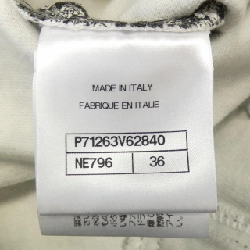 MADE IN ITALY
FABRIQUE EN ITALIE
P71263V62840
NE796 36